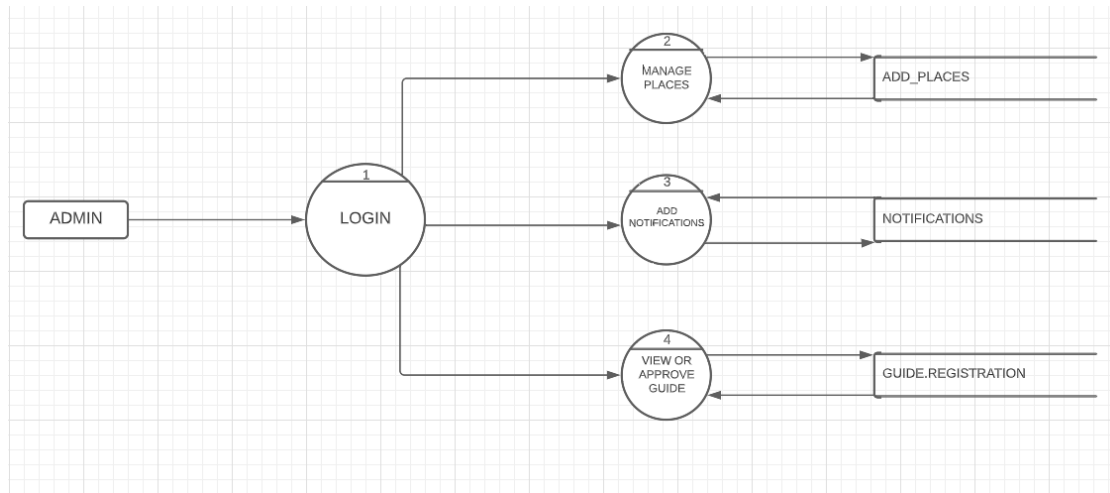 2
MANAGE
PLACES
ADD_PLACES
1
LOGIN
ADMIN
3
ADD
NOTIFICATIONS
NOTIFICATIONS
4
VIEW OR
APPROVE
GUIDE
GUIDE.REGISTRATION